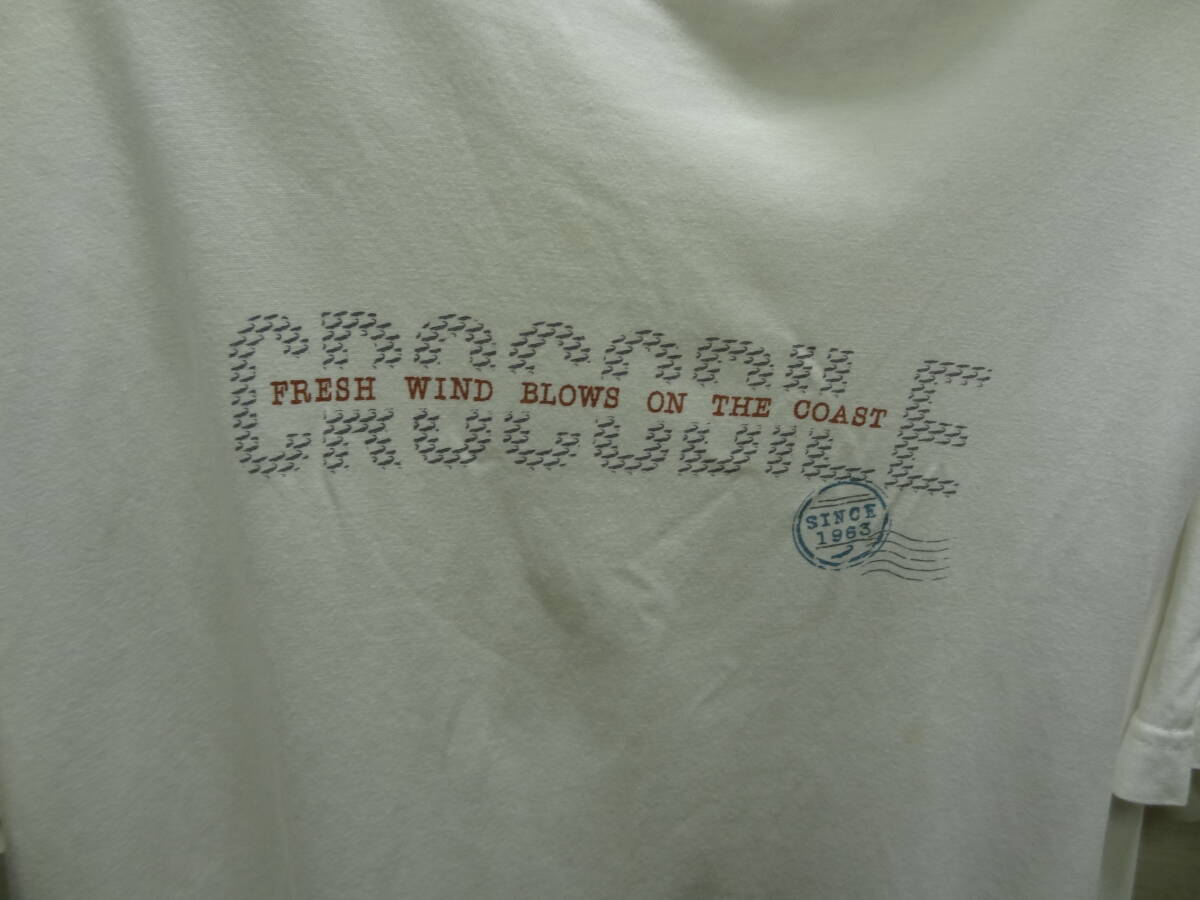 CROCODILE
FRESH WIND BLOWS ON THE COAST
SINCE
1963